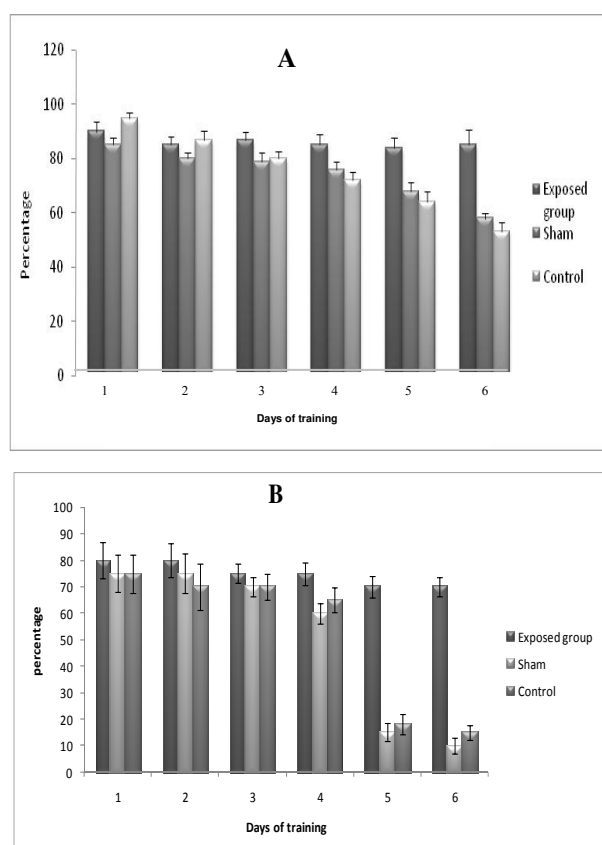 A
120
100
80
60
40
20
0
Percentage
1 2 3 4 5 6
Days of training
Exposed
group
Sham
Control
B
100
90
80
70
60
50
40
30
20
10
0
percentage
1 2 3 4 5 6
Days of training
Exposed group
Sham
Control